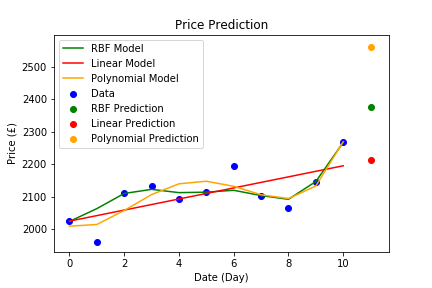 Price Prediction
RBF Model
Linear Model
Polynomial Model
Data
RBF Prediction
Linear Prediction
Polynomial Prediction
2500
2400
2300
2200
2100
2000
Price (£)
0 2 4 6 8 10
Date (Day)